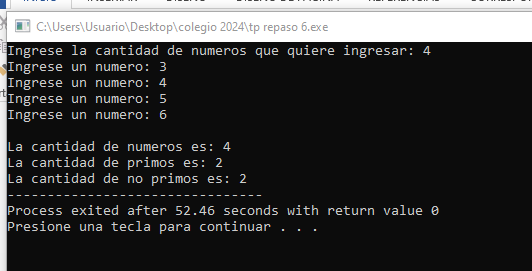 C:\Users\Usuario\Desktop\colegio 2024\tp repaso 6.exe
Ingrese la cantidad de numeros que quiere ingresar: 4
Ingrese un numero: 3
Ingrese un numero: 4
Ingrese un numero: 5
Ingrese un numero: 6
La cantidad de numeros es: 4
La cantidad de primos es: 2
La cantidad de no primos es: 2
--------------------------------
Process exited after 52.46 seconds with return value 0
Presione una tecla para continuar . . .